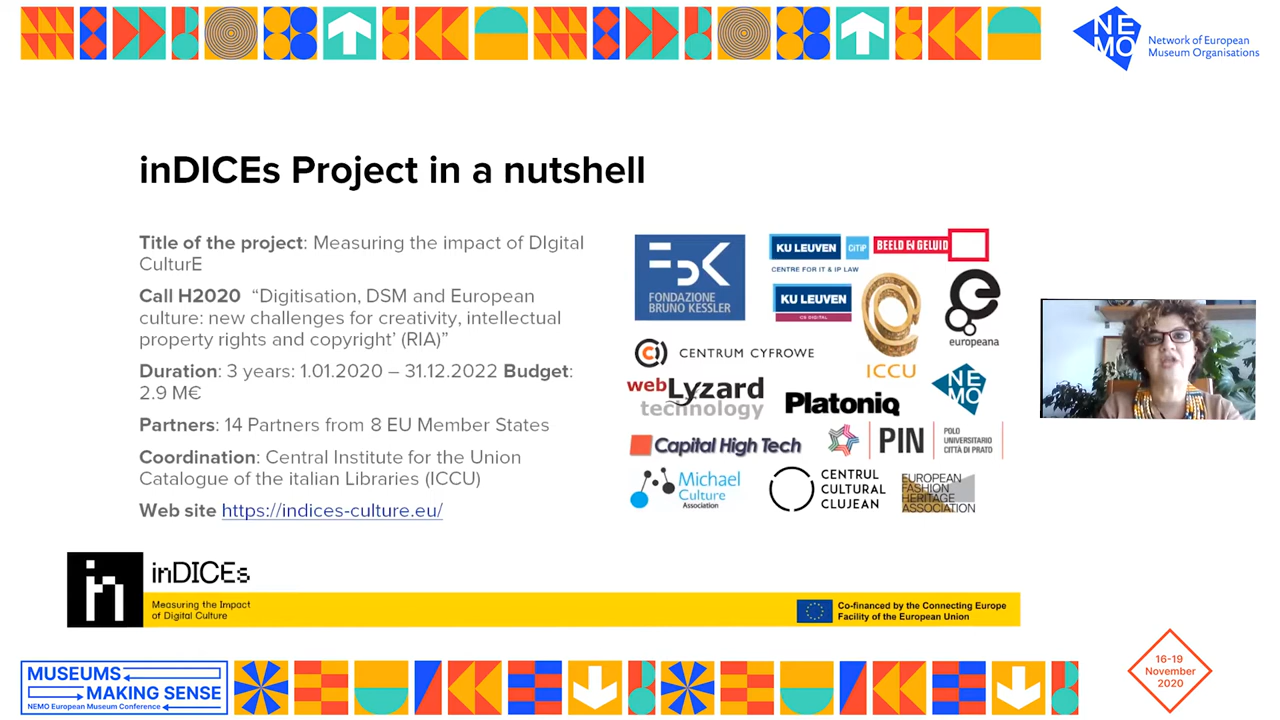 NEMO
Network of European
Museum Organisations
inDICEs Project in a nutshell
Title of the project: Measuring the impact of DIgital
CulturE
Call H2020 “Digitisation, DSM and European
culture: new challenges for creativity, intellectual
property rights and copyright’ (RIA)”
Duration: 3 years: 1.01.2020 – 31.12.2022 Budget:
2.9 M€
Partners: 14 Partners from 8 EU Member States
Coordination: Central Institute for the Union
Catalogue of the italian Libraries (ICCU)
Web site https://indices-culture.eu/
FBK
FONDAZIONE
BRUNO KESSLER
KU LEUVEN
CiTiP
CENTRE FOR IT & IP LAW
BEELD EN GELUID
KU LEUVEN
CS DIGITAL
ICCU
europeana
CENTRUM CYFROWE
webLyzard
technology
Platoniq
NEMO
Capital High Tech
PIN
POLO
UNIVERSITARIO
CITTÀ DI PRATO
Michael
Culture
Association
CENTRUL
CULTURAL
CLUJEAN
EUROPEAN
FASHION
HERITAGE
ASSOCIATION
in
inDICEs
Measuring the Impact
of Digital Culture
Co-financed by the Connecting Europe
Facility of the European Union
MUSEUMS
MAKING SENSE
NEMO European Museum Conference
16-19
November
2020